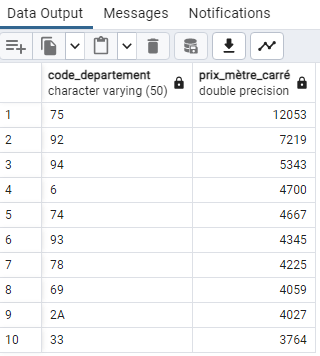 Data Output Messages Notifications
code_departement prix_mètre_carré
character varying (50) double precision
1 75 12053
2 92 7219
3 94 5343
4 6 4700
5 74 4667
6 93 4345
7 78 4225
8 69 4059
9 2A 4027
10 33 3764